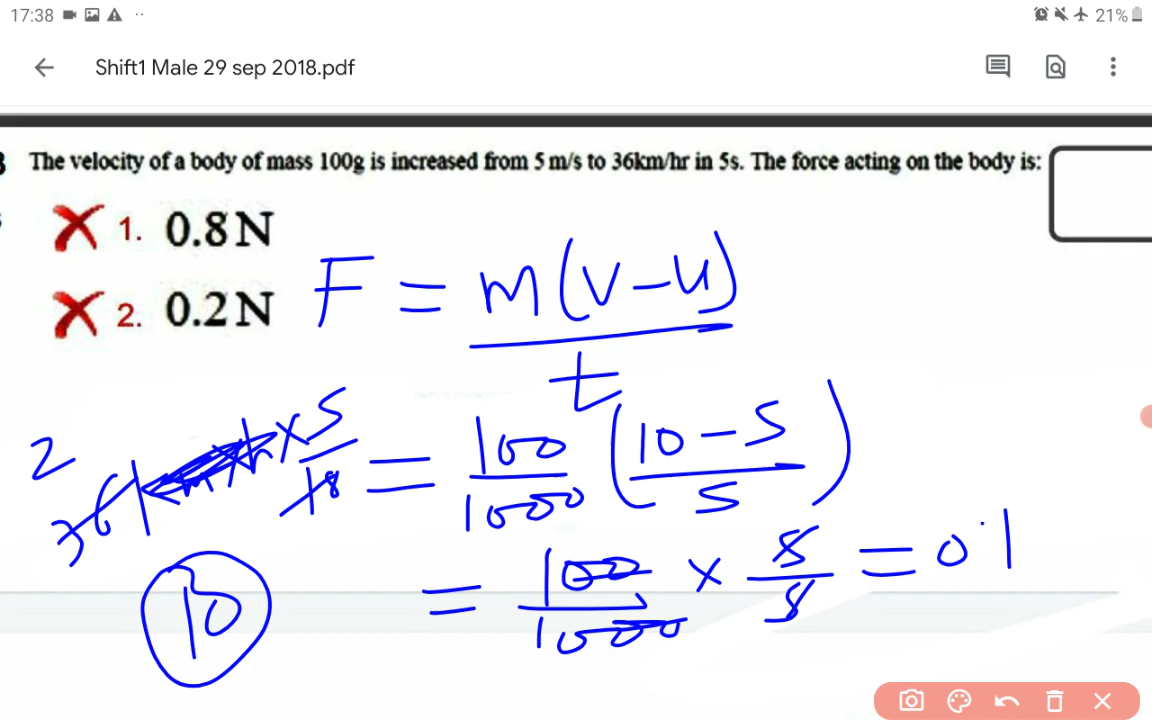 17:38 21%
Shift1 Male 29 sep 2018.pdf
The velocity of a body of mass 100g is increased from 5 m/s to 36km/hr in 5s. The force acting on the body is:
1. 0.8N
2. 0.2N
F = m(v-u)
t
2
36 × 5
18
= 100 (10-5)
1000 5
10
= 100 × 5 = 0.1
1000 5